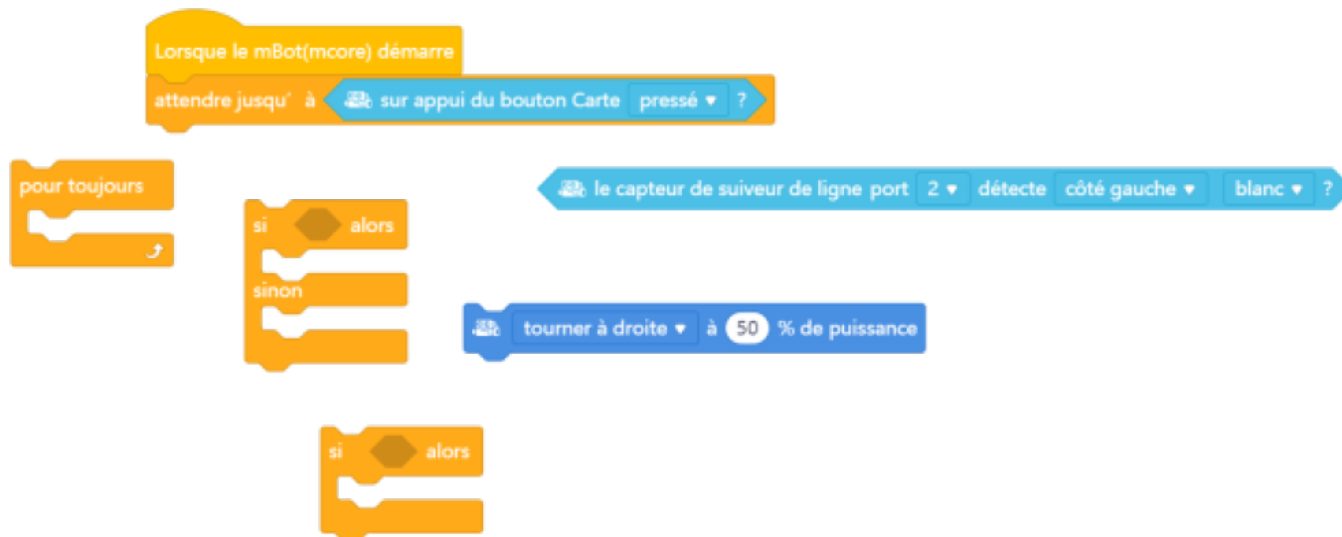 Lorsque le mBot(mcore) démarre
attendre jusqu' à sur appui du bouton Carte pressé ▾ ?
pour toujours
le capteur de suiveur de ligne port 2 ▾ détecte côté gauche ▾ blanc ▾ ?
si alors
sinon
tourner à droite ▾ à 50 % de puissance
si alors